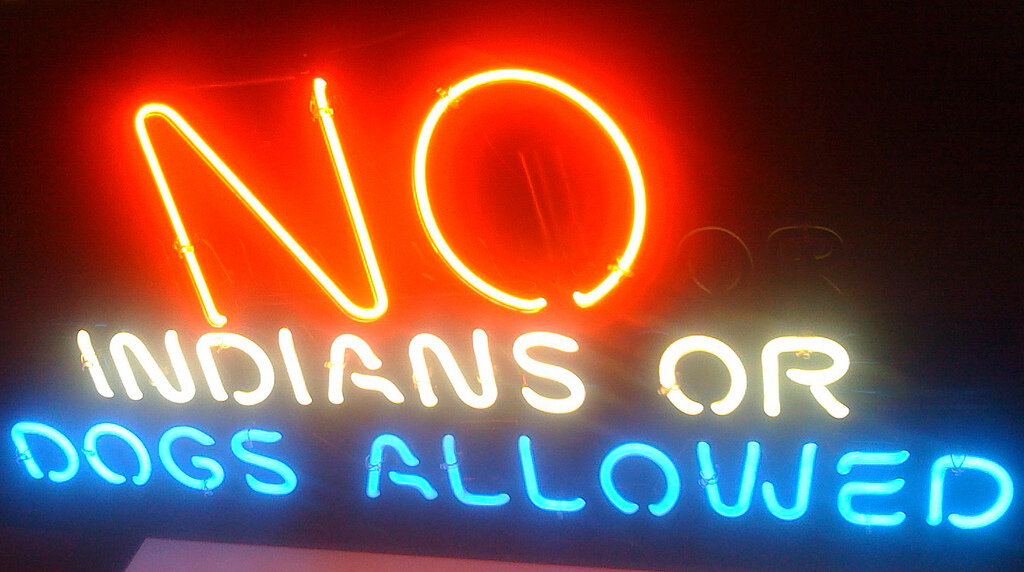 NO
INDIANS OR
DOGS ALLOWED